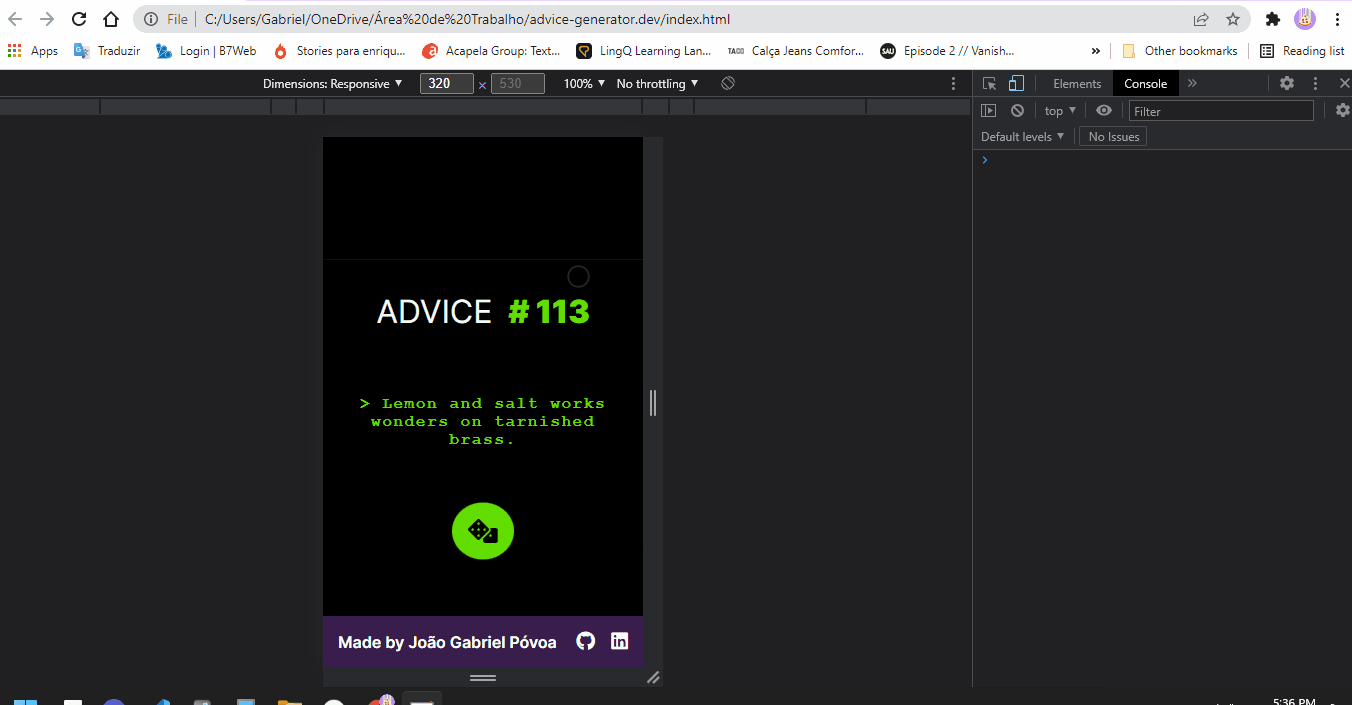 File C:/Users/Gabriel/OneDrive/Área%20de%20Trabalho/advice-generator.dev/index.html
Apps Traduzir Login | B7Web Stories para enriqu... Acapela Group: Text... LingQ Learning Lan... TACO Calça Jeans Comfor... SAU Episode 2 // Vanish... » Other bookmarks Reading list
Dimensions: Responsive ▼ 320 × 530 100% ▼ No throttling ▼
Elements Console »
top ▼ Filter
Default levels ▼ No Issues
>
ADVICE #113
> Lemon and salt works
wonders on tarnished
brass.
Made by João Gabriel Póvoa in
5:36 PM